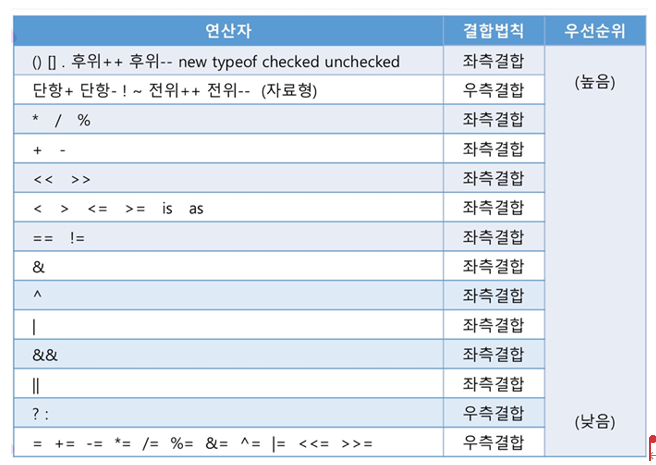 연산자 결합법칙 우선순위
() [] . 후위++ 후위-- new typeof checked unchecked 좌측결합 (높음)
단항+ 단항- ! ~ 전위++ 전위-- (자료형) 우측결합
* / % 좌측결합
+ - 좌측결합
<< >> 좌측결합
< > <= >= is as 좌측결합
== != 좌측결합
& 좌측결합
^ 좌측결합
| 좌측결합
&& 좌측결합
|| 좌측결합
? : 우측결합 (낮음)
= += -= *= /= %= &= ^= |= <<= >>= 우측결합